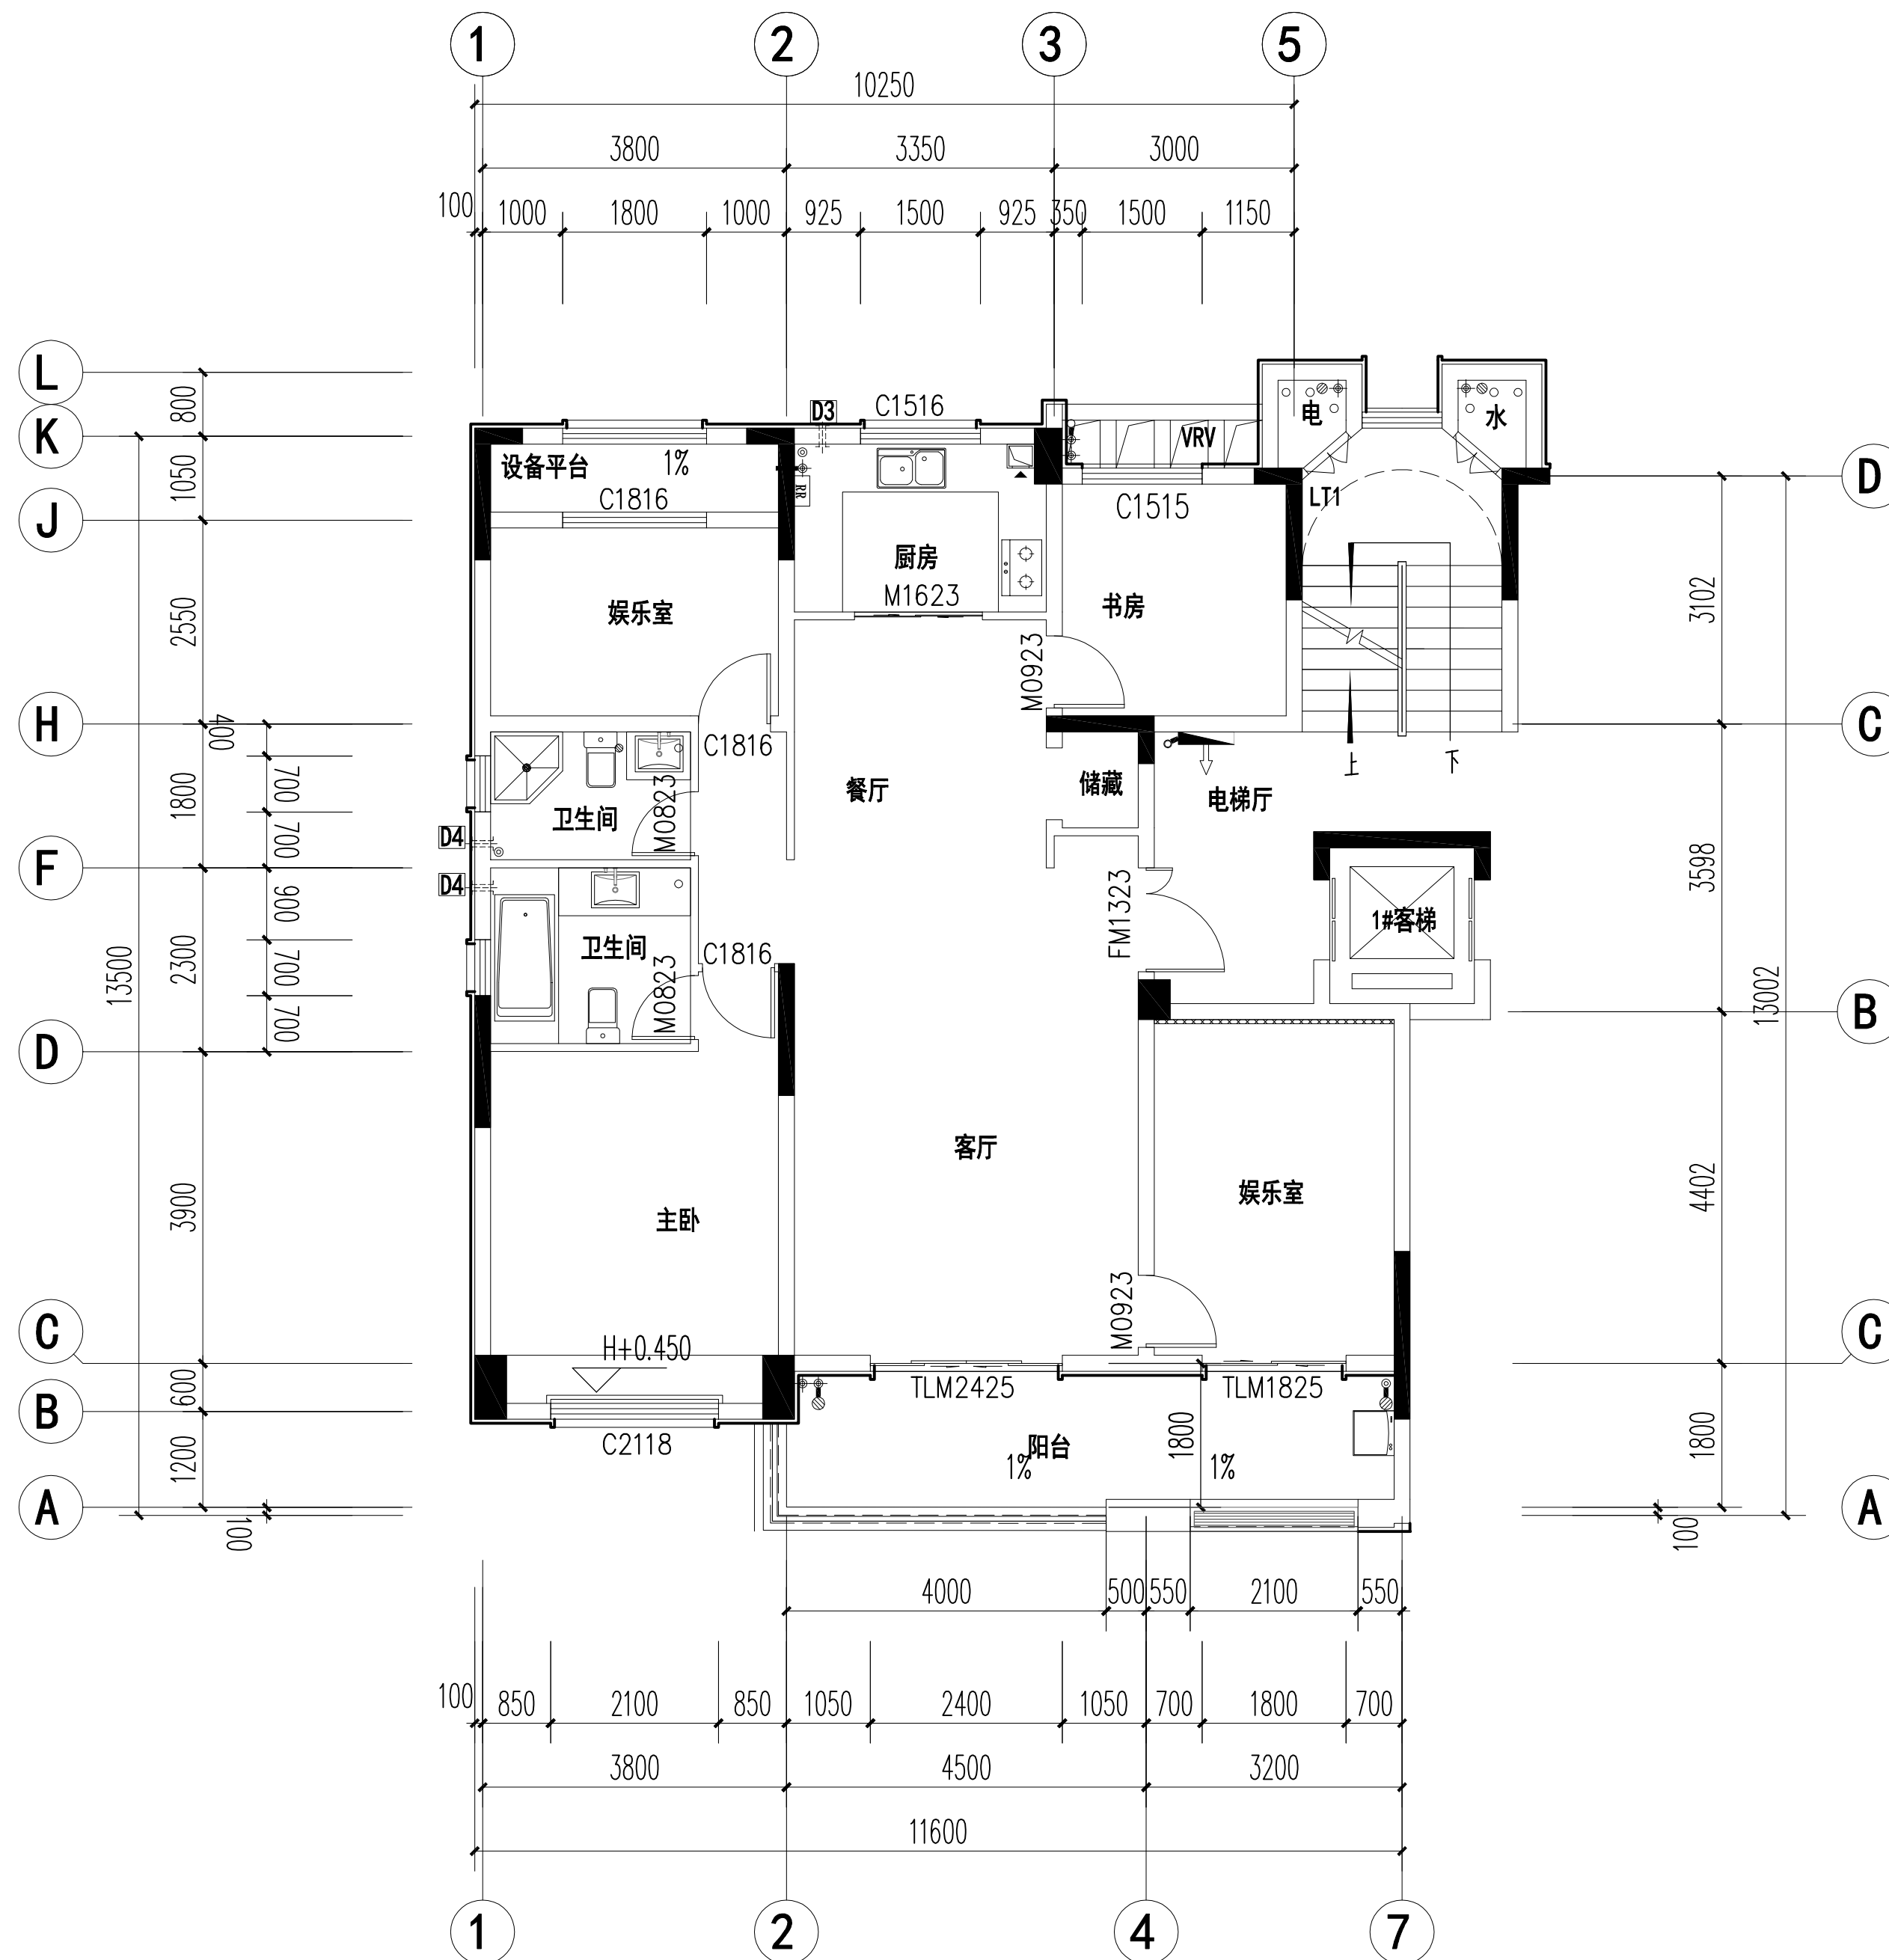 1 2 3 5
10250
3800 3350 3000
100 1000 1800 1000 925 1500 925 350 1500 1150
L
800
K
D3 C1516
电 水
VRV
设备平台 1%
D
1050
C1816
RR
C1515
LT1
J
厨房
M1623
书房
娱乐室
2550
3102
M0923
H
400
C1816
C
上 下
储藏
餐厅
电梯厅
700
1800
卫生间
M0823
D4
700
F
D4
3598
900
FM1323
1#客梯
卫生间
C1816
2300
13500
700
M0823
13002
B
700
D
客厅
娱乐室
主卧
3900
4402
M0923
C
H+0.450
C
600
TLM2425 TLM1825
B
C2118
阳台
1% 1%
1800
1800
1200
A
A
100
100
4000 500 550 2100 550
100 850 2100 850 1050 2400 1050 700 1800 700
3800 4500 3200
11600
1 2 4 7